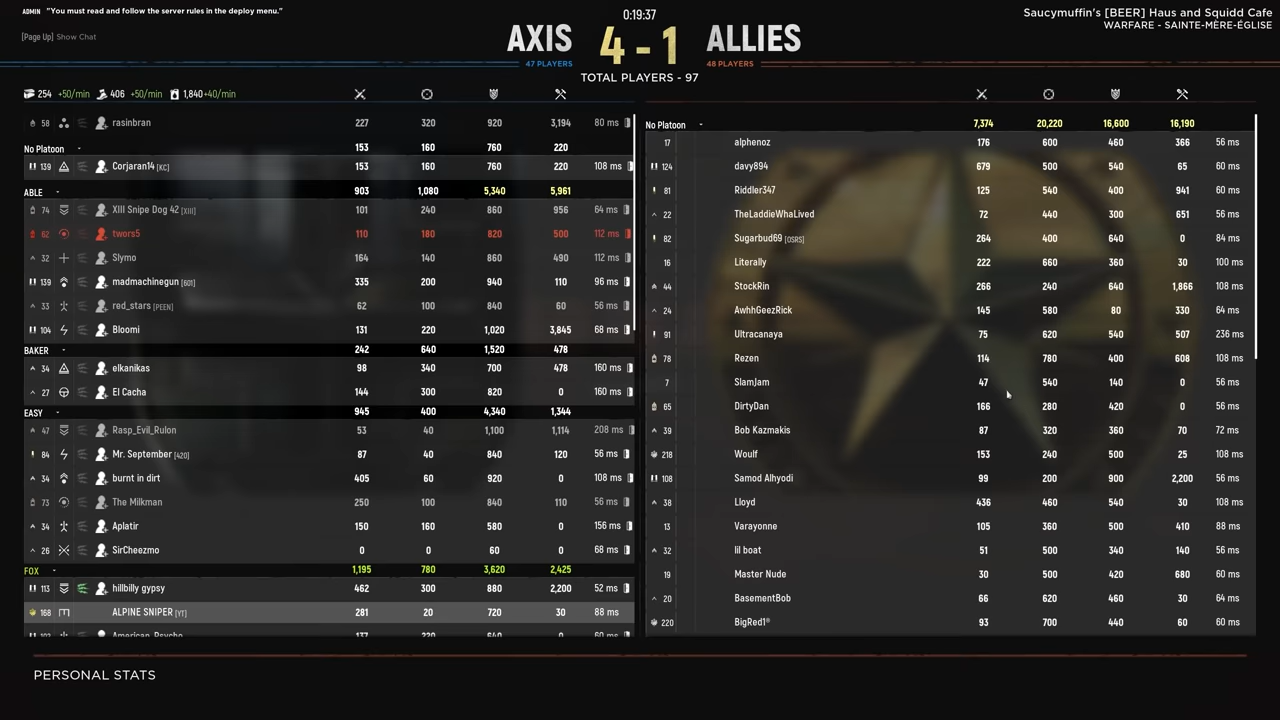 ADMIN "You must read and follow the server rules in the deploy menu."
[Page Up] Show Chat
0:19:37
AXIS 4 - 1 ALLIES
47 PLAYERS 48 PLAYERS
TOTAL PLAYERS - 97
Saucymuffin's [BEER] Haus and Squidd Cafe
WARFARE - SAINTE-MÈRE-ÉGLISE
254 +50/min 406 +50/min 1,840 +40/min
58 rasinbran 227 320 920 3,194 80 ms
No Platoon - 153 160 760 220
139 Corjaran14 [KC] 153 160 760 220 108 ms
ABLE - 903 1,080 5,340 5,961
74 XIII Snipe Dog 42 [XIII] 101 240 860 956 64 ms
62 twors5 110 180 820 500 112 ms
32 Slymo 164 140 860 490 112 ms
139 madmachinegun [601] 335 200 940 110 96 ms
33 red_stars [PEEN] 62 100 840 60 56 ms
104 Bloomi 131 220 1,020 3,845 68 ms
BAKER - 242 640 1,520 478
34 elkanikas 98 340 700 478 160 ms
27 El Cacha 144 300 820 0 160 ms
EASY - 945 400 4,340 1,344
47 Rasp_Evil_Rulon 53 40 1,100 1,114 208 ms
84 Mr. September [420] 87 40 840 120 56 ms
34 burnt in dirt 405 60 920 0 108 ms
73 The Milkman 250 100 840 110 56 ms
34 Aplatir 150 160 580 0 156 ms
26 SirCheezmo 0 0 60 0 68 ms
FOX - 1,195 780 3,620 2,425
113 hillbilly gypsy 462 300 880 2,200 52 ms
168 ALPINE SNIPER [YT] 281 20 720 30 88 ms
American_Psycho 137 220 640 0 60 ms
No Platoon - 7,374 20,220 16,600 16,190
17 alphenoz 176 600 460 366 56 ms
124 davy894 679 500 540 65 60 ms
81 Riddler347 125 540 400 941 60 ms
22 TheLaddieWhaLived 72 440 300 651 56 ms
82 Sugarbud69 [OSRS] 264 400 640 0 84 ms
16 Literally 222 660 360 30 100 ms
44 StockRin 266 240 640 1,866 108 ms
24 AwhhGeezRick 145 580 80 330 64 ms
91 Ultracanaya 75 620 540 507 236 ms
78 Rezen 114 780 400 608 108 ms
7 SlamJam 47 540 140 0 56 ms
65 DirtyDan 166 280 420 0 56 ms
39 Bob Kazmakis 87 320 360 70 72 ms
218 Woulf 153 240 500 25 108 ms
108 Samod Alhyodi 99 200 900 2,200 56 ms
38 Lloyd 436 460 540 30 108 ms
13 Varayonne 105 360 500 410 88 ms
32 lil boat 51 500 340 140 56 ms
19 Master Nude 30 500 420 680 60 ms
20 BasementBob 66 620 460 30 64 ms
220 BigRed1® 93 700 440 60 60 ms
PERSONAL STATS